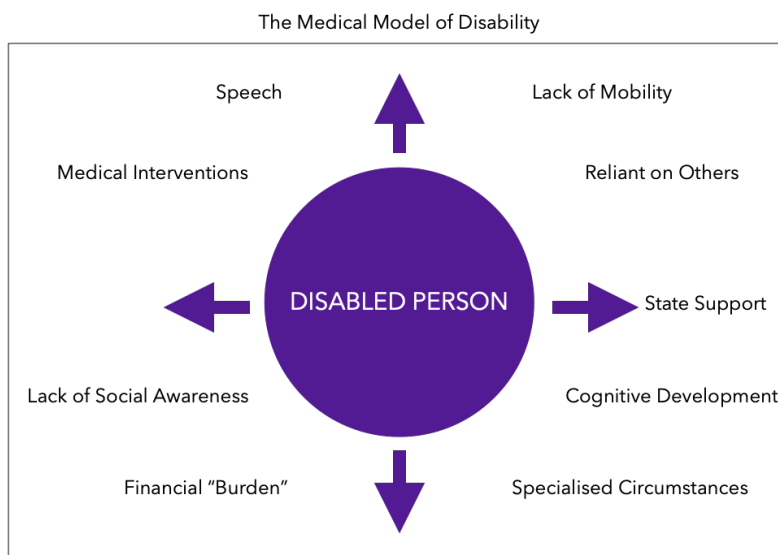 The Medical Model of Disability
Speech
Lack of Mobility
Medical Interventions
Reliant on Others
DISABLED PERSON
State Support
Lack of Social Awareness
Cognitive Development
Financial “Burden”
Specialised Circumstances